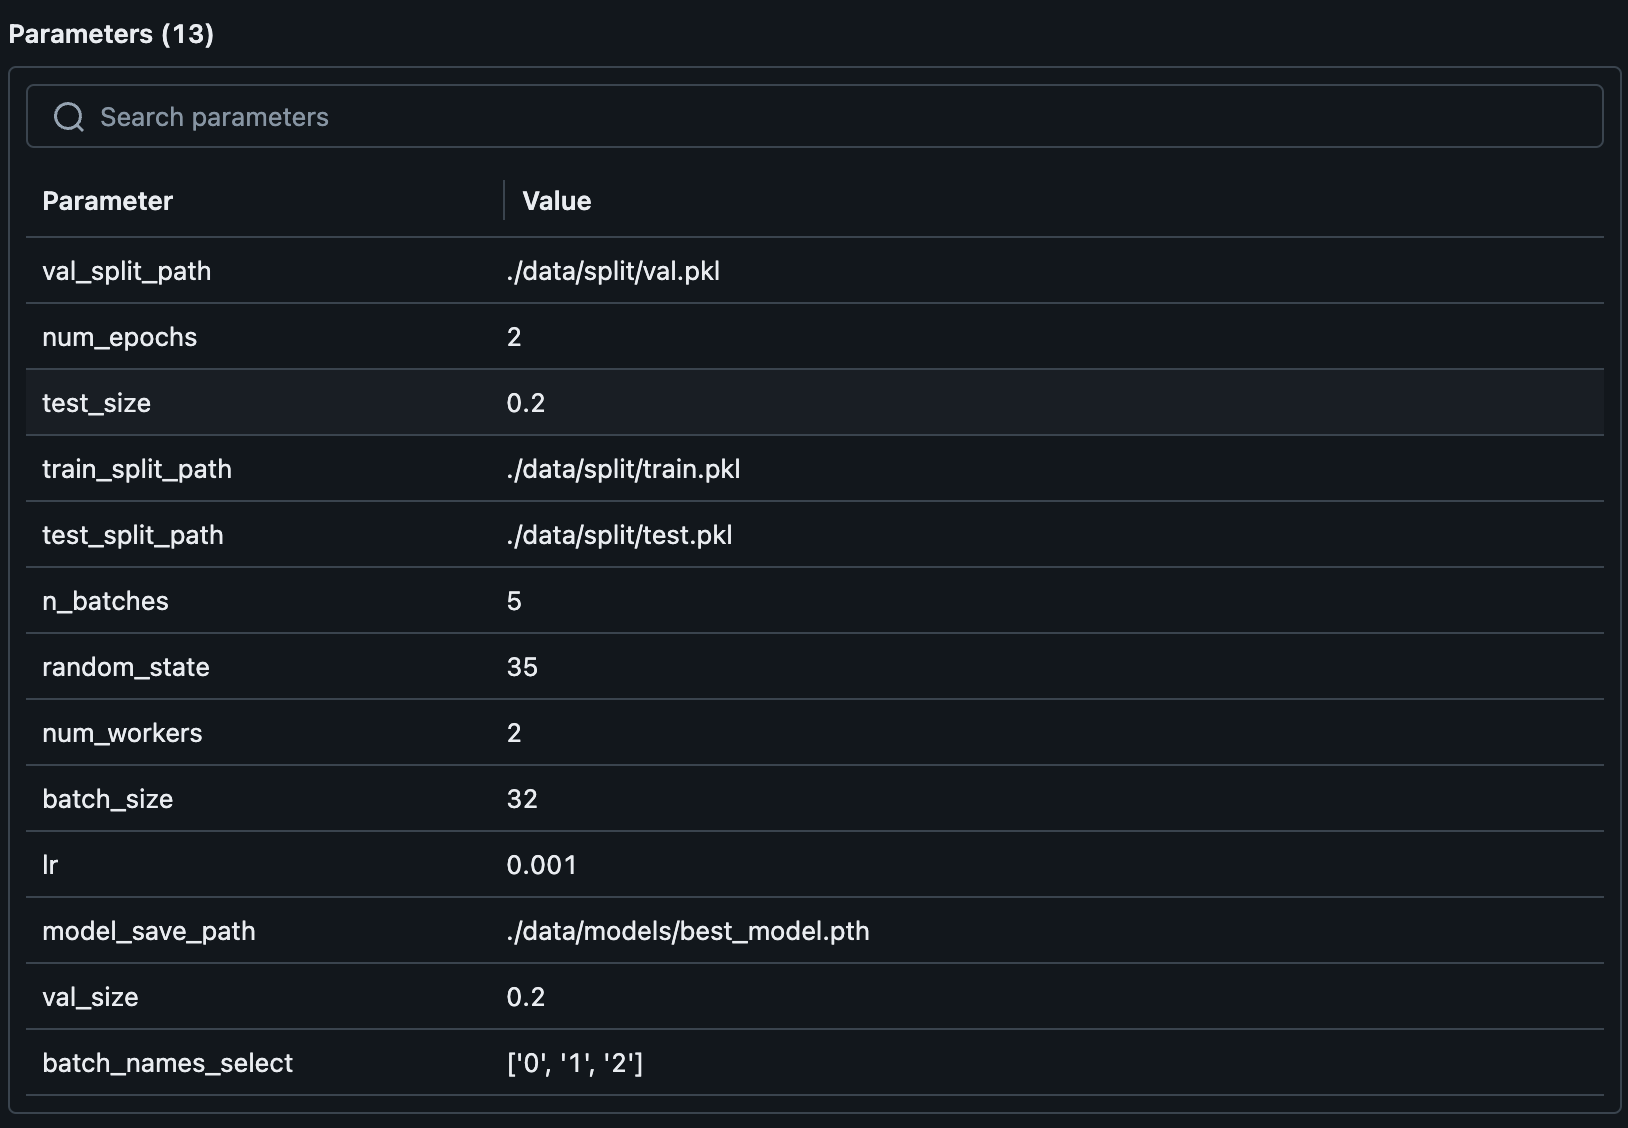 Parameters (13)
Search parameters
Parameter Value
val_split_path ./data/split/val.pkl
num_epochs 2
test_size 0.2
train_split_path ./data/split/train.pkl
test_split_path ./data/split/test.pkl
n_batches 5
random_state 35
num_workers 2
batch_size 32
lr 0.001
model_save_path ./data/models/best_model.pth
val_size 0.2
batch_names_select ['0', '1', '2']